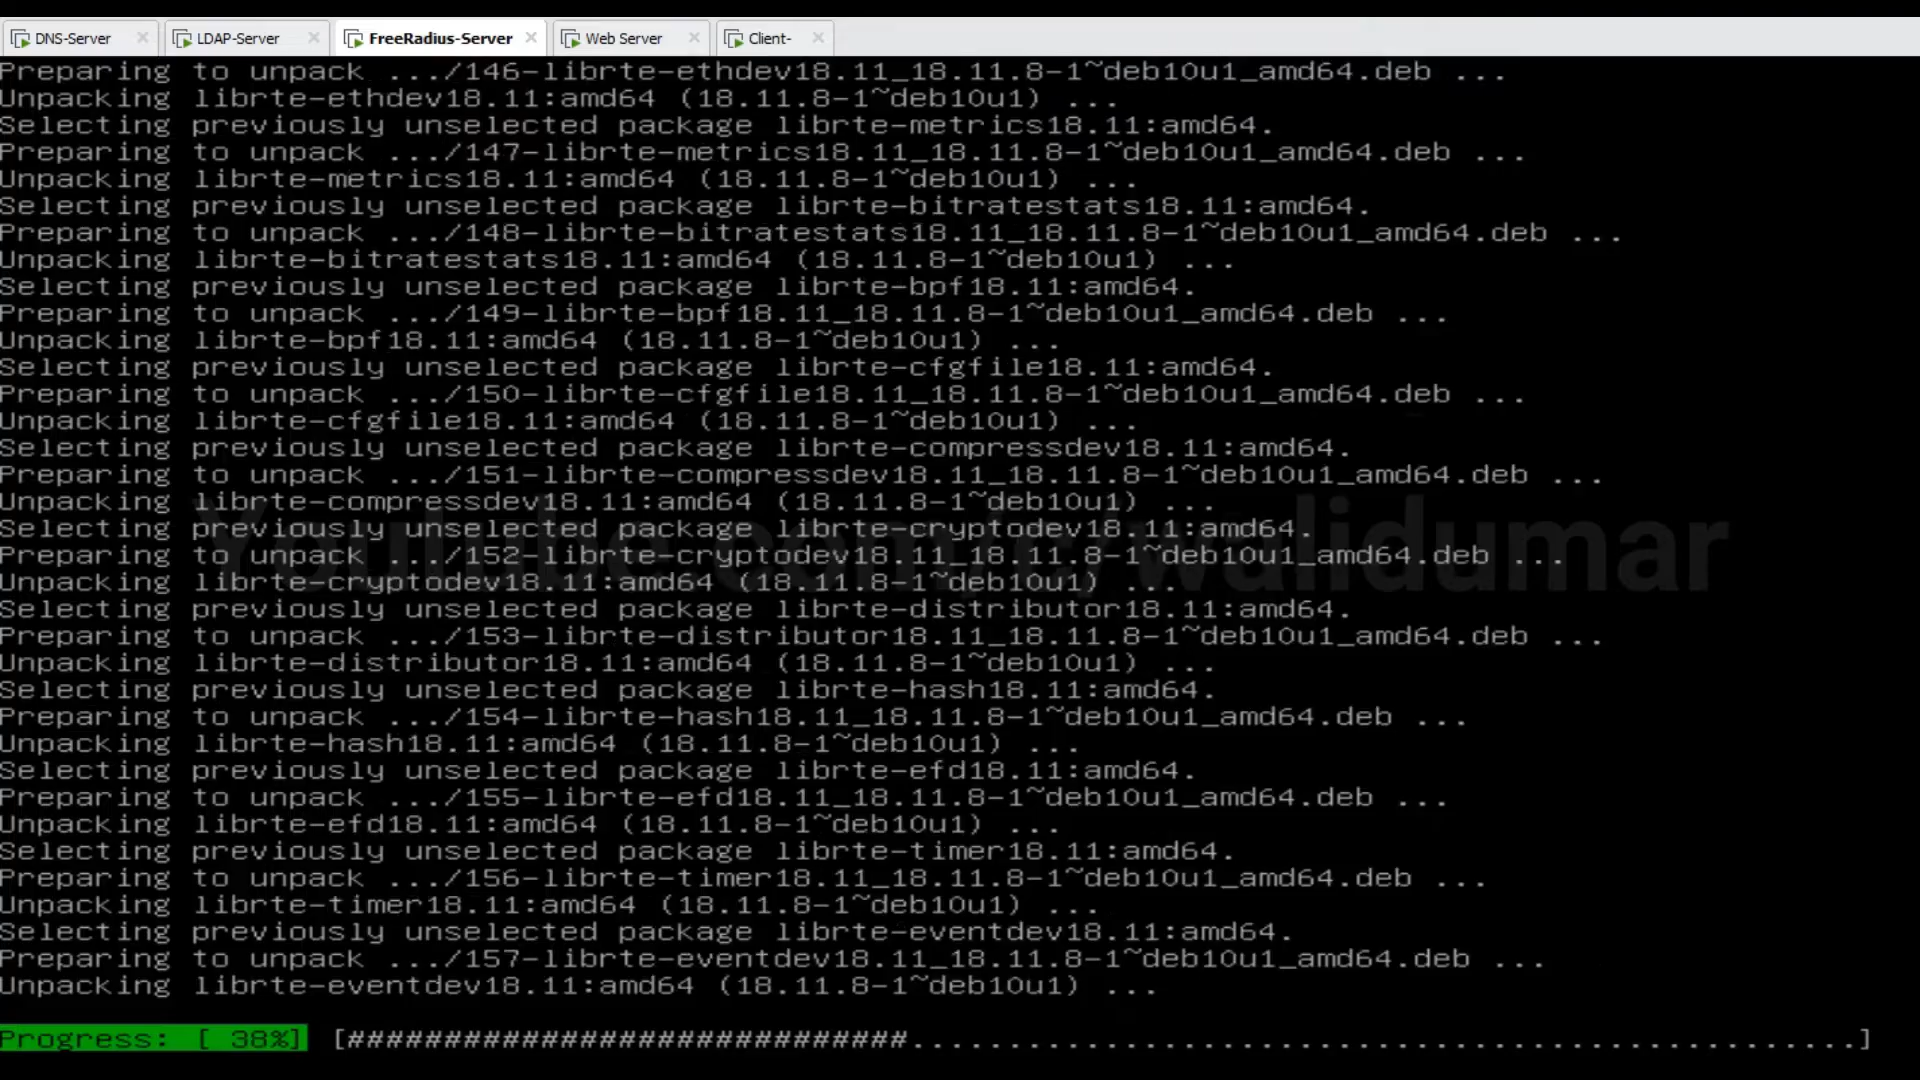 DNS-Server LDAP-Server FreeRadius-Server Web Server Client-
Preparing to unpack .../146-librte-ethdev18.11_18.11.8-1~deb10u1_amd64.deb ...
Unpacking librte-ethdev18.11:amd64 (18.11.8-1~deb10u1) ...
Selecting previously unselected package librte-metrics18.11:amd64.
Preparing to unpack .../147-librte-metrics18.11_18.11.8-1~deb10u1_amd64.deb ...
Unpacking librte-metrics18.11:amd64 (18.11.8-1~deb10u1) ...
Selecting previously unselected package librte-bitratestats18.11:amd64.
Preparing to unpack .../148-librte-bitratestats18.11_18.11.8-1~deb10u1_amd64.deb ...
Unpacking librte-bitratestats18.11:amd64 (18.11.8-1~deb10u1) ...
Selecting previously unselected package librte-bpf18.11:amd64.
Preparing to unpack .../149-librte-bpf18.11_18.11.8-1~deb10u1_amd64.deb ...
Unpacking librte-bpf18.11:amd64 (18.11.8-1~deb10u1) ...
Selecting previously unselected package librte-cfgfile18.11:amd64.
Preparing to unpack .../150-librte-cfgfile18.11_18.11.8-1~deb10u1_amd64.deb ...
Unpacking librte-cfgfile18.11:amd64 (18.11.8-1~deb10u1) ...
Selecting previously unselected package librte-compressdev18.11:amd64.
Preparing to unpack .../151-librte-compressdev18.11_18.11.8-1~deb10u1_amd64.deb ...
Unpacking librte-compressdev18.11:amd64 (18.11.8-1~deb10u1) ...
Selecting previously unselected package librte-cryptodev18.11:amd64.
Youtube.com/c/walidumar
Preparing to unpack .../152-librte-cryptodev18.11_18.11.8-1~deb10u1_amd64.deb ...
Unpacking librte-cryptodev18.11:amd64 (18.11.8-1~deb10u1) ...
Selecting previously unselected package librte-distributor18.11:amd64.
Preparing to unpack .../153-librte-distributor18.11_18.11.8-1~deb10u1_amd64.deb ...
Unpacking librte-distributor18.11:amd64 (18.11.8-1~deb10u1) ...
Selecting previously unselected package librte-hash18.11:amd64.
Preparing to unpack .../154-librte-hash18.11_18.11.8-1~deb10u1_amd64.deb ...
Unpacking librte-hash18.11:amd64 (18.11.8-1~deb10u1) ...
Selecting previously unselected package librte-efd18.11:amd64.
Preparing to unpack .../155-librte-efd18.11_18.11.8-1~deb10u1_amd64.deb ...
Unpacking librte-efd18.11:amd64 (18.11.8-1~deb10u1) ...
Selecting previously unselected package librte-timer18.11:amd64.
Preparing to unpack .../156-librte-timer18.11_18.11.8-1~deb10u1_amd64.deb ...
Unpacking librte-timer18.11:amd64 (18.11.8-1~deb10u1) ...
Selecting previously unselected package librte-eventdev18.11:amd64.
Preparing to unpack .../157-librte-eventdev18.11_18.11.8-1~deb10u1_amd64.deb ...
Unpacking librte-eventdev18.11:amd64 (18.11.8-1~deb10u1) ...
Progress: [ 38%] [#############################.................................................]